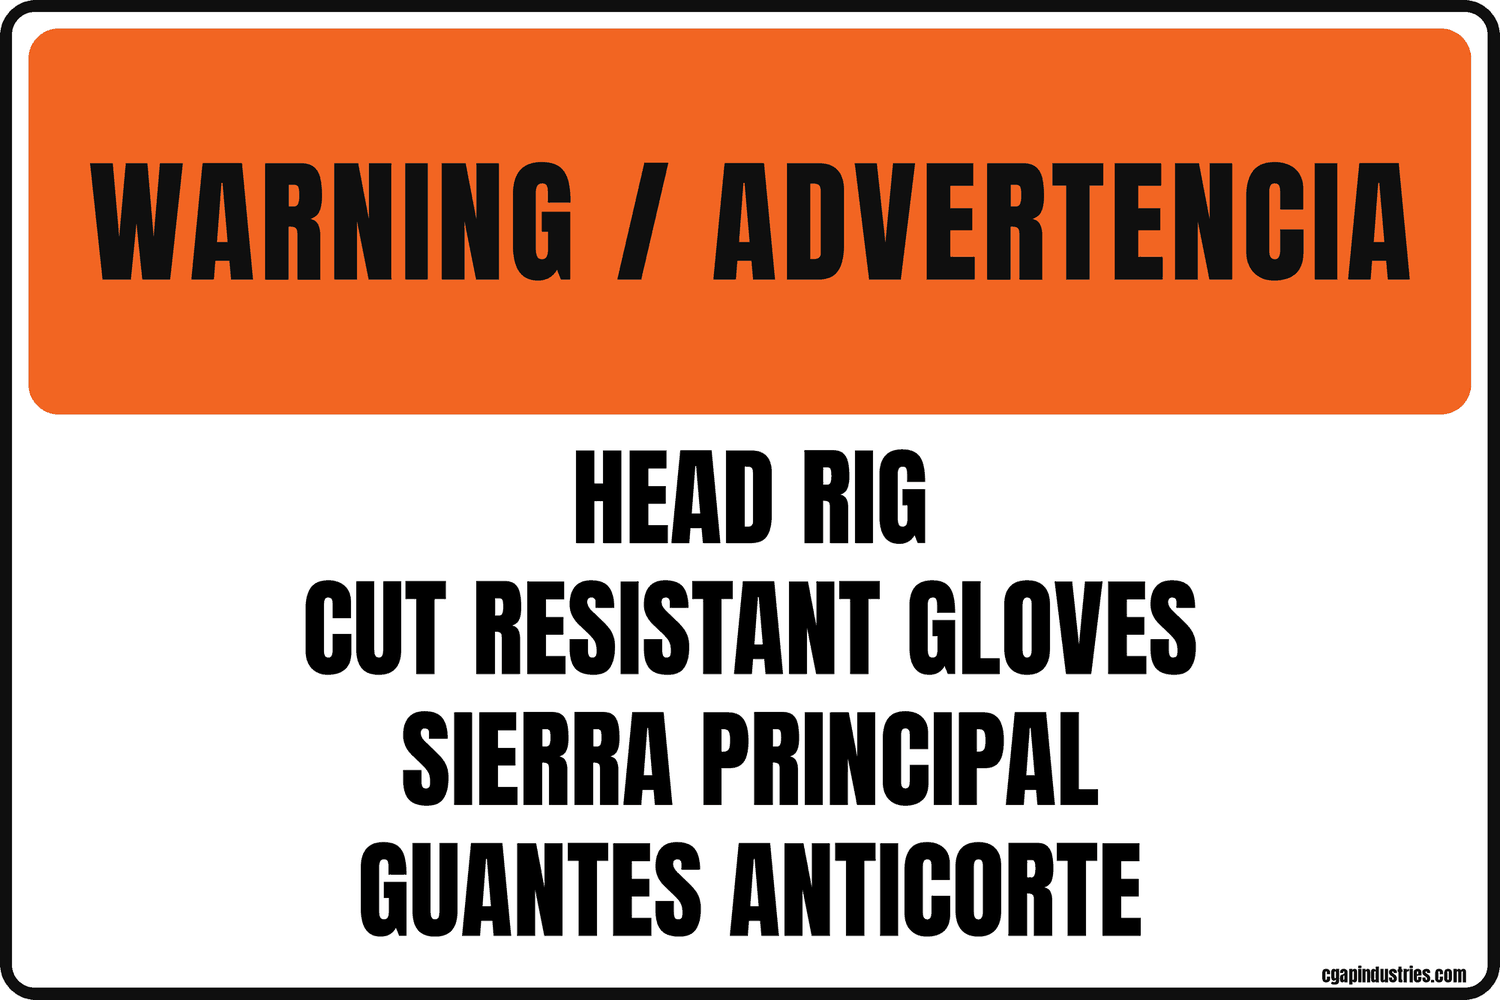 WARNING / ADVERTENCIA
HEAD RIG
CUT RESISTANT GLOVES
SIERRA PRINCIPAL
GUANTES ANTICORTE
cgapindustries.com